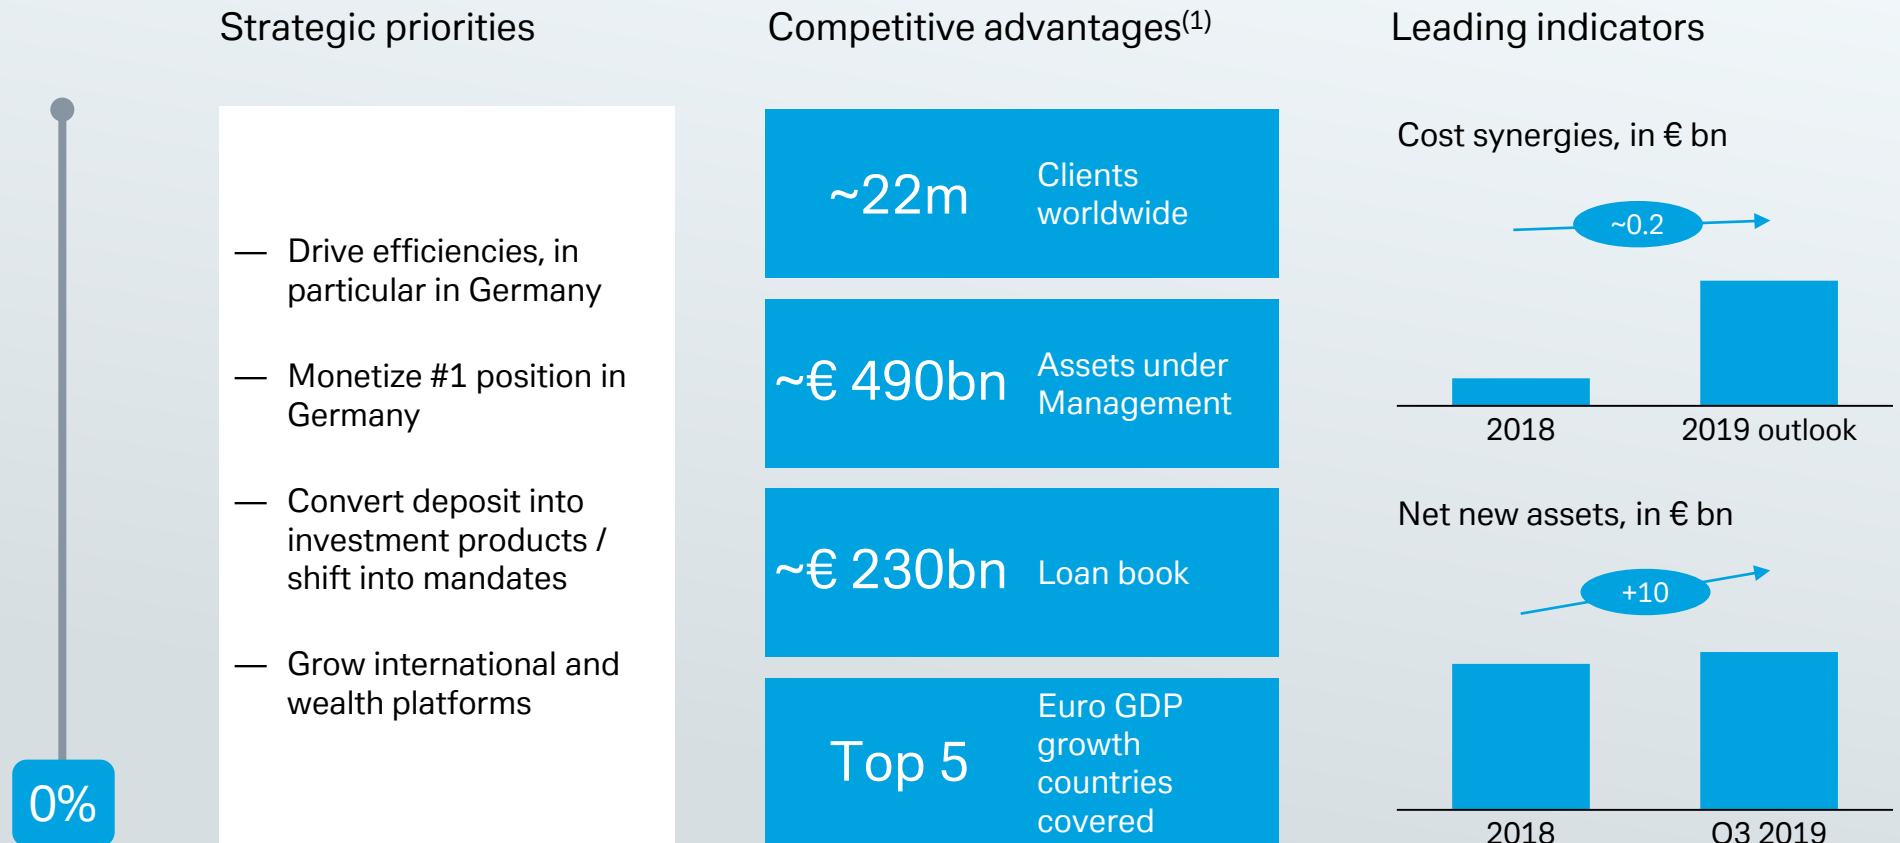 Strategic priorities
Competitive advantages(1)
Leading indicators
0%
— Drive efficiencies, in
particular in Germany
— Monetize #1 position in
Germany
— Convert deposit into
investment products /
shift into mandates
— Grow international and
wealth platforms
~22m
Clients
worldwide
~€ 490bn
Assets under
Management
~€ 230bn
Loan book
Top 5
Euro GDP
growth
countries
covered
Cost synergies, in € bn
~0.2
2018
2019 outlook
Net new assets, in € bn
+10
2018
Q3 2019